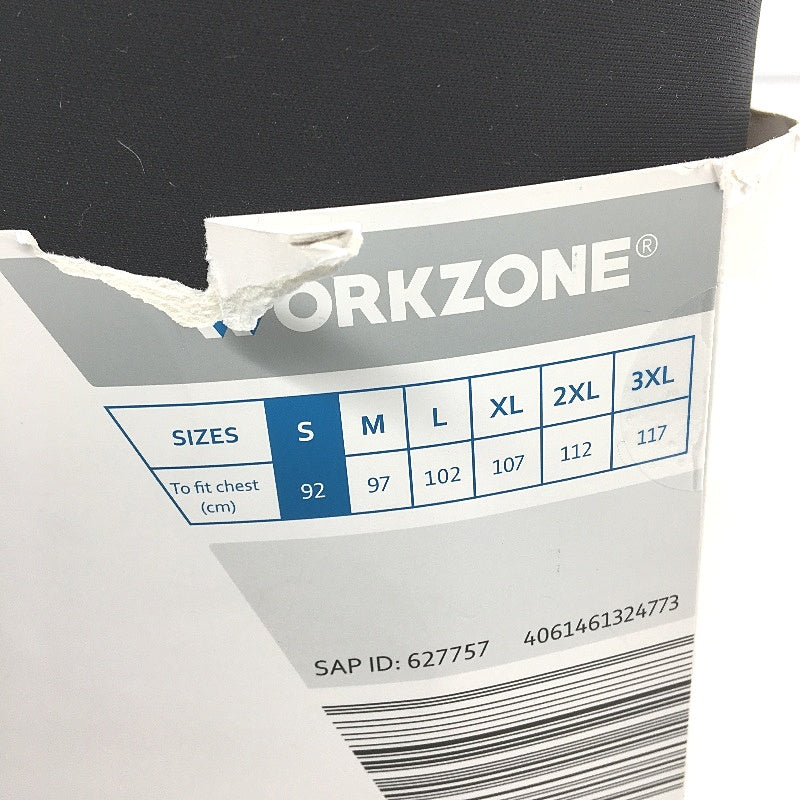 WORKZONE®
SIZES S M L XL 2XL 3XL
To fit chest
(cm) 92 97 102 107 112 117
SAP ID: 627757 4061461324773